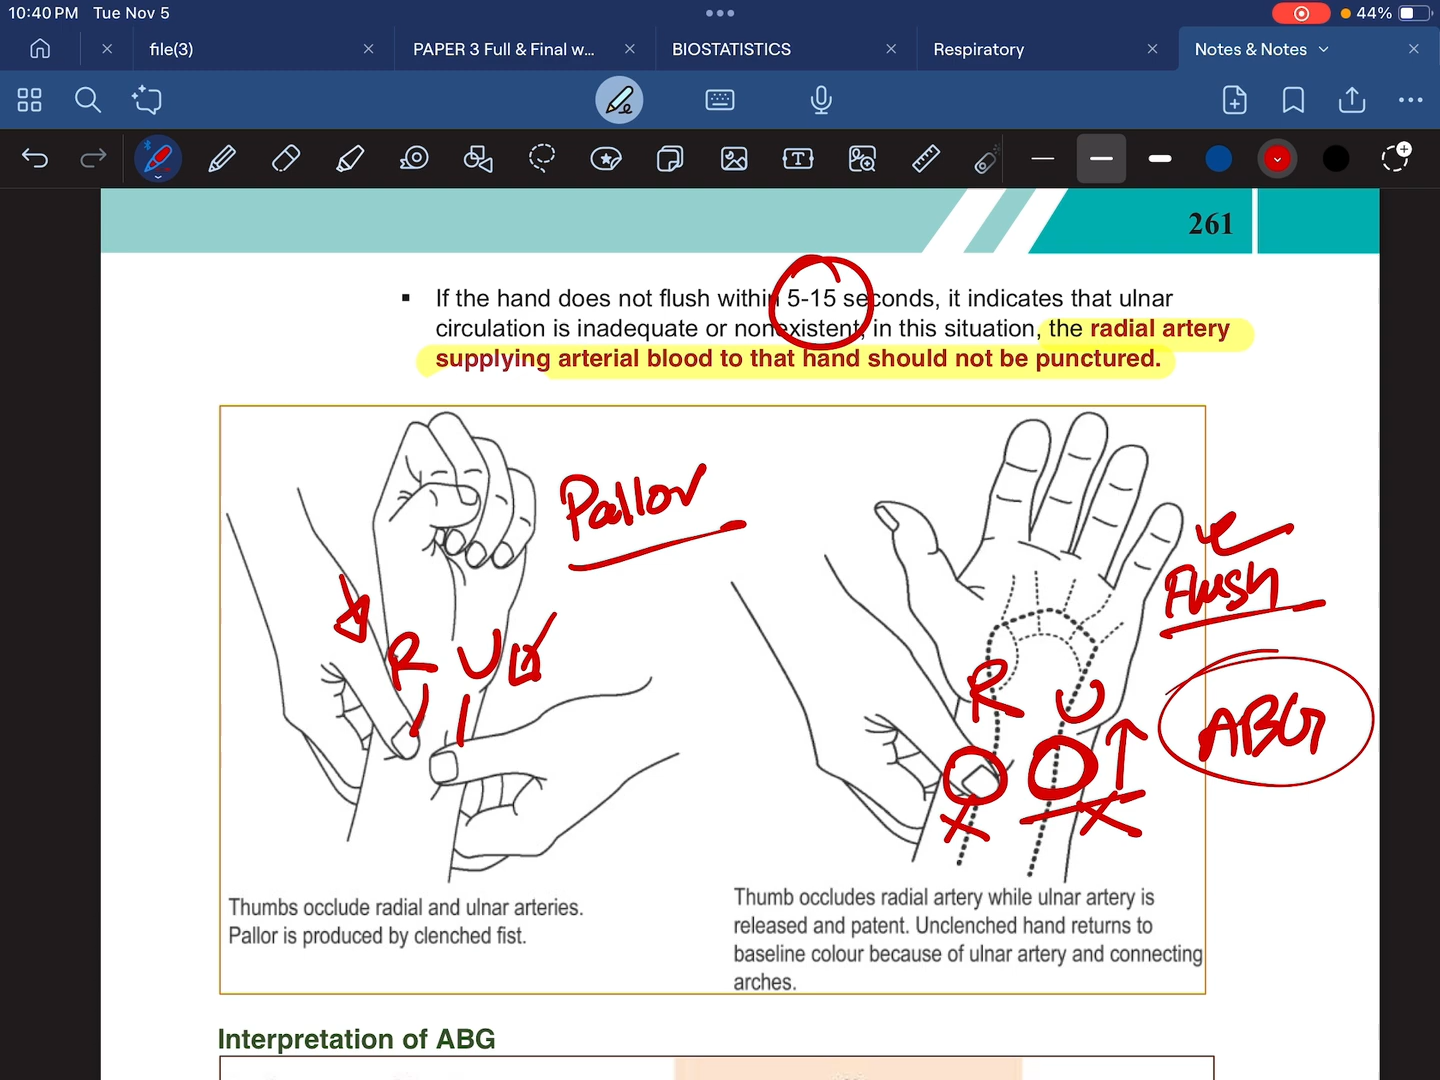 10:40 PM Tue Nov 5
44%
file(3)
PAPER 3 Full & Final w...
BIOSTATISTICS
Respiratory
Notes & Notes
T
261
▪ If the hand does not flush within 5-15 seconds, it indicates that ulnar
circulation is inadequate or nonexistent, in this situation, the radial artery
supplying arterial blood to that hand should not be punctured.
Pallor
Flush
R U
R U
ABG
Thumbs occlude radial and ulnar arteries.
Pallor is produced by clenched fist.
Thumb occludes radial artery while ulnar artery is
released and patent. Unclenched hand returns to
baseline colour because of ulnar artery and connecting
arches.
Interpretation of ABG